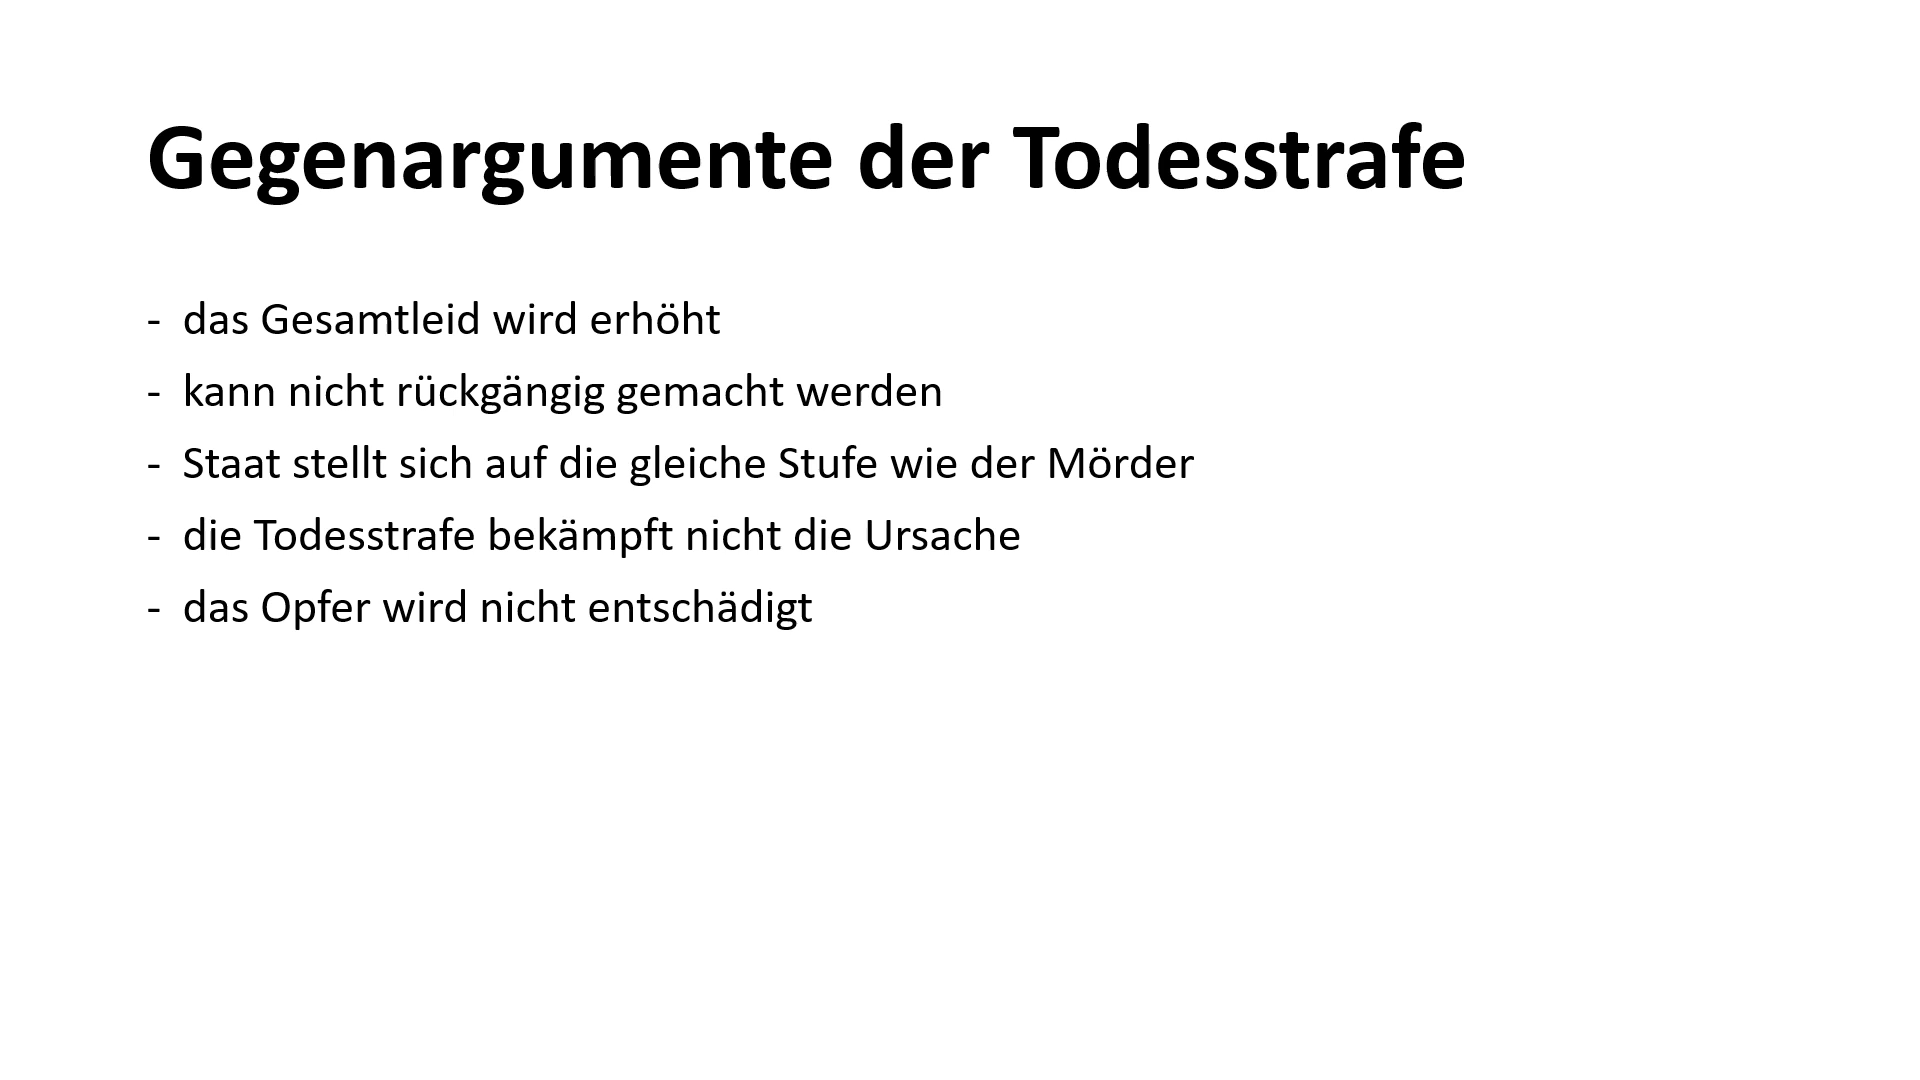 Gegenargumente der Todesstrafe
- das Gesamtleid wird erhöht
- kann nicht rückgängig gemacht werden
- Staat stellt sich auf die gleiche Stufe wie der Mörder
- die Todesstrafe bekämpft nicht die Ursache
- das Opfer wird nicht entschädigt